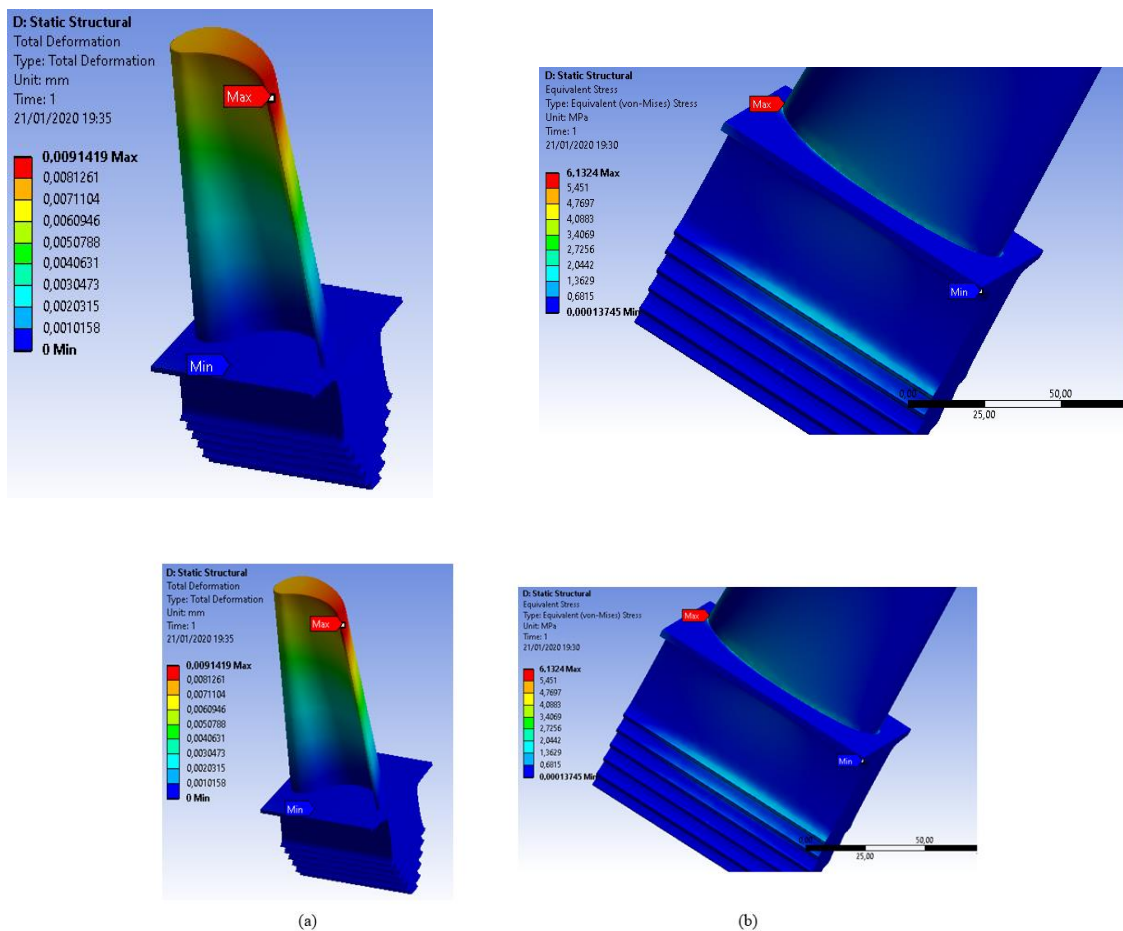 D: Static Structural
Total Deformation
Type: Total Deformation
Unit: mm
Time: 1
21/01/2020 19:35
0,0091419 Max
0,0081261
0,0071104
0,0060946
0,0050788
0,0040631
0,0030473
0,0020315
0,0010158
0 Min
Max
Min
D: Static Structural
Equivalent Stress
Type: Equivalent (von-Mises) Stress
Unit: MPa
Time: 1
21/01/2020 19:30
6,1324 Max
5,451
4,7697
4,0883
3,4069
2,7256
2,0442
1,3629
0,6815
0,00013745 Min
Max
Min
0,00
50,00
25,00
D: Static Structural
Total Deformation
Type: Total Deformation
Unit: mm
Time: 1
21/01/2020 19:35
0,0091419 Max
0,0081261
0,0071104
0,0060946
0,0050788
0,0040631
0,0030473
0,0020315
0,0010158
0 Min
Max
Min
D: Static Structural
Equivalent Stress
Type: Equivalent (von-Mises) Stress
Unit: MPa
Time: 1
21/01/2020 19:30
6,1324 Max
5,451
4,7697
4,0883
3,4069
2,7256
2,0442
1,3629
0,6815
0,00013745 Min
Max
Min
0,00
50,00
25,00
(a)
(b)